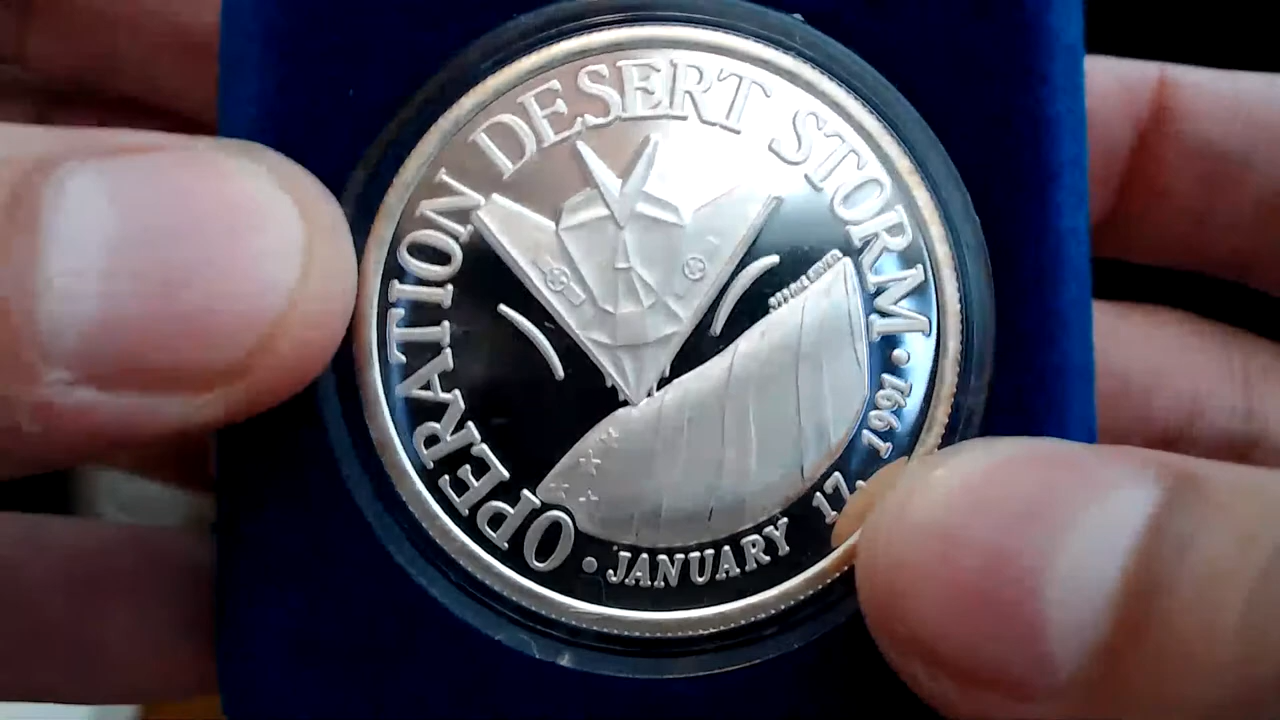 OPERATION DESERT STORM
• JANUARY 17, 1991 •